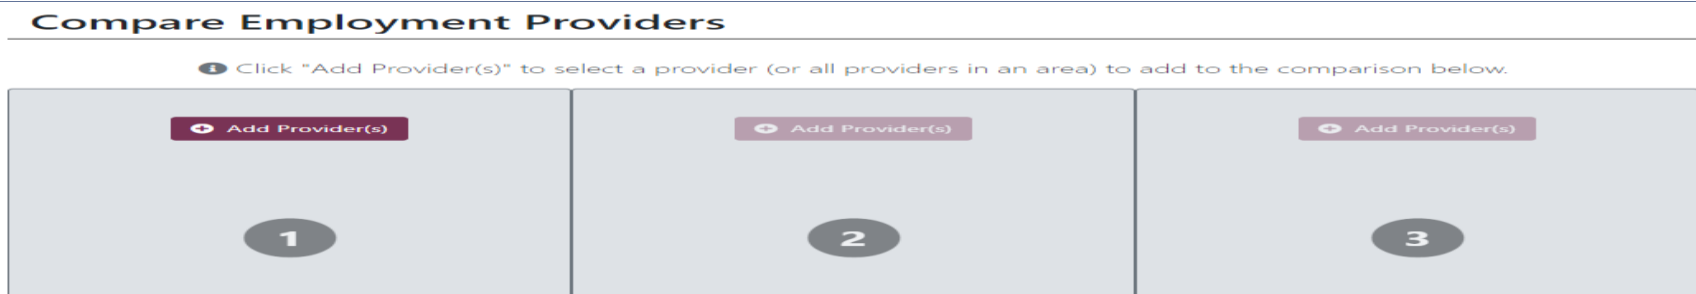 Compare Employment Providers
Click "Add Provider(s)" to select a provider (or all providers in an area) to add to the comparison below.
Add Provider(s)
Add Provider(s)
Add Provider(s)
1
2
3